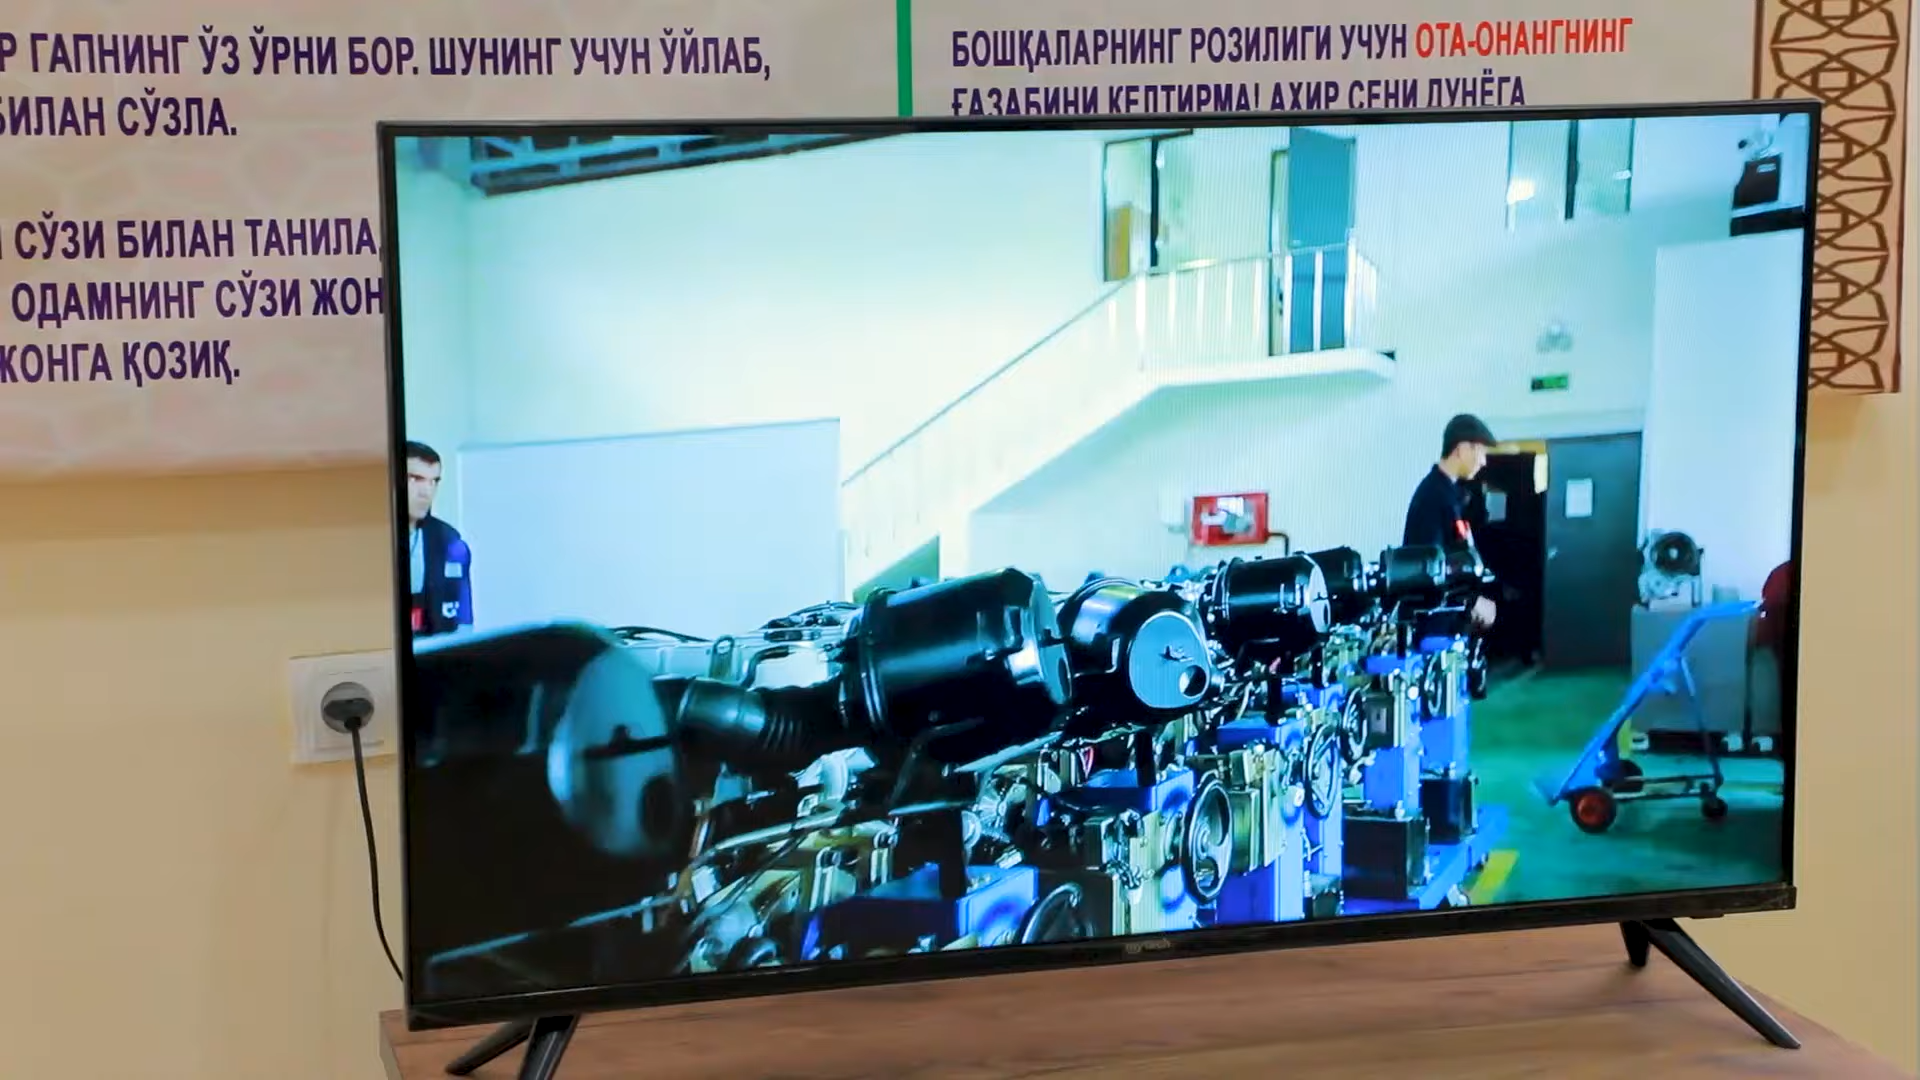 ГАПНИНГ ЎЗ ЎРНИ БОР. ШУНИНГ УЧУН ЎЙЛАБ,
БИЛАН СЎЗЛА.
СЎЗИ БИЛАН ТАНИЛА
ОДАМНИНГ СЎЗИ ЖОН
ЖОНГА ҚОЗИҚ.
БОШҚАЛАРНИНГ РОЗИЛИГИ УЧУН ОТА-ОНАНГНИНГ
ҒАЗАБИНИ КЕЛТИРМА! АХИР СЕНИ ДУНЁГА